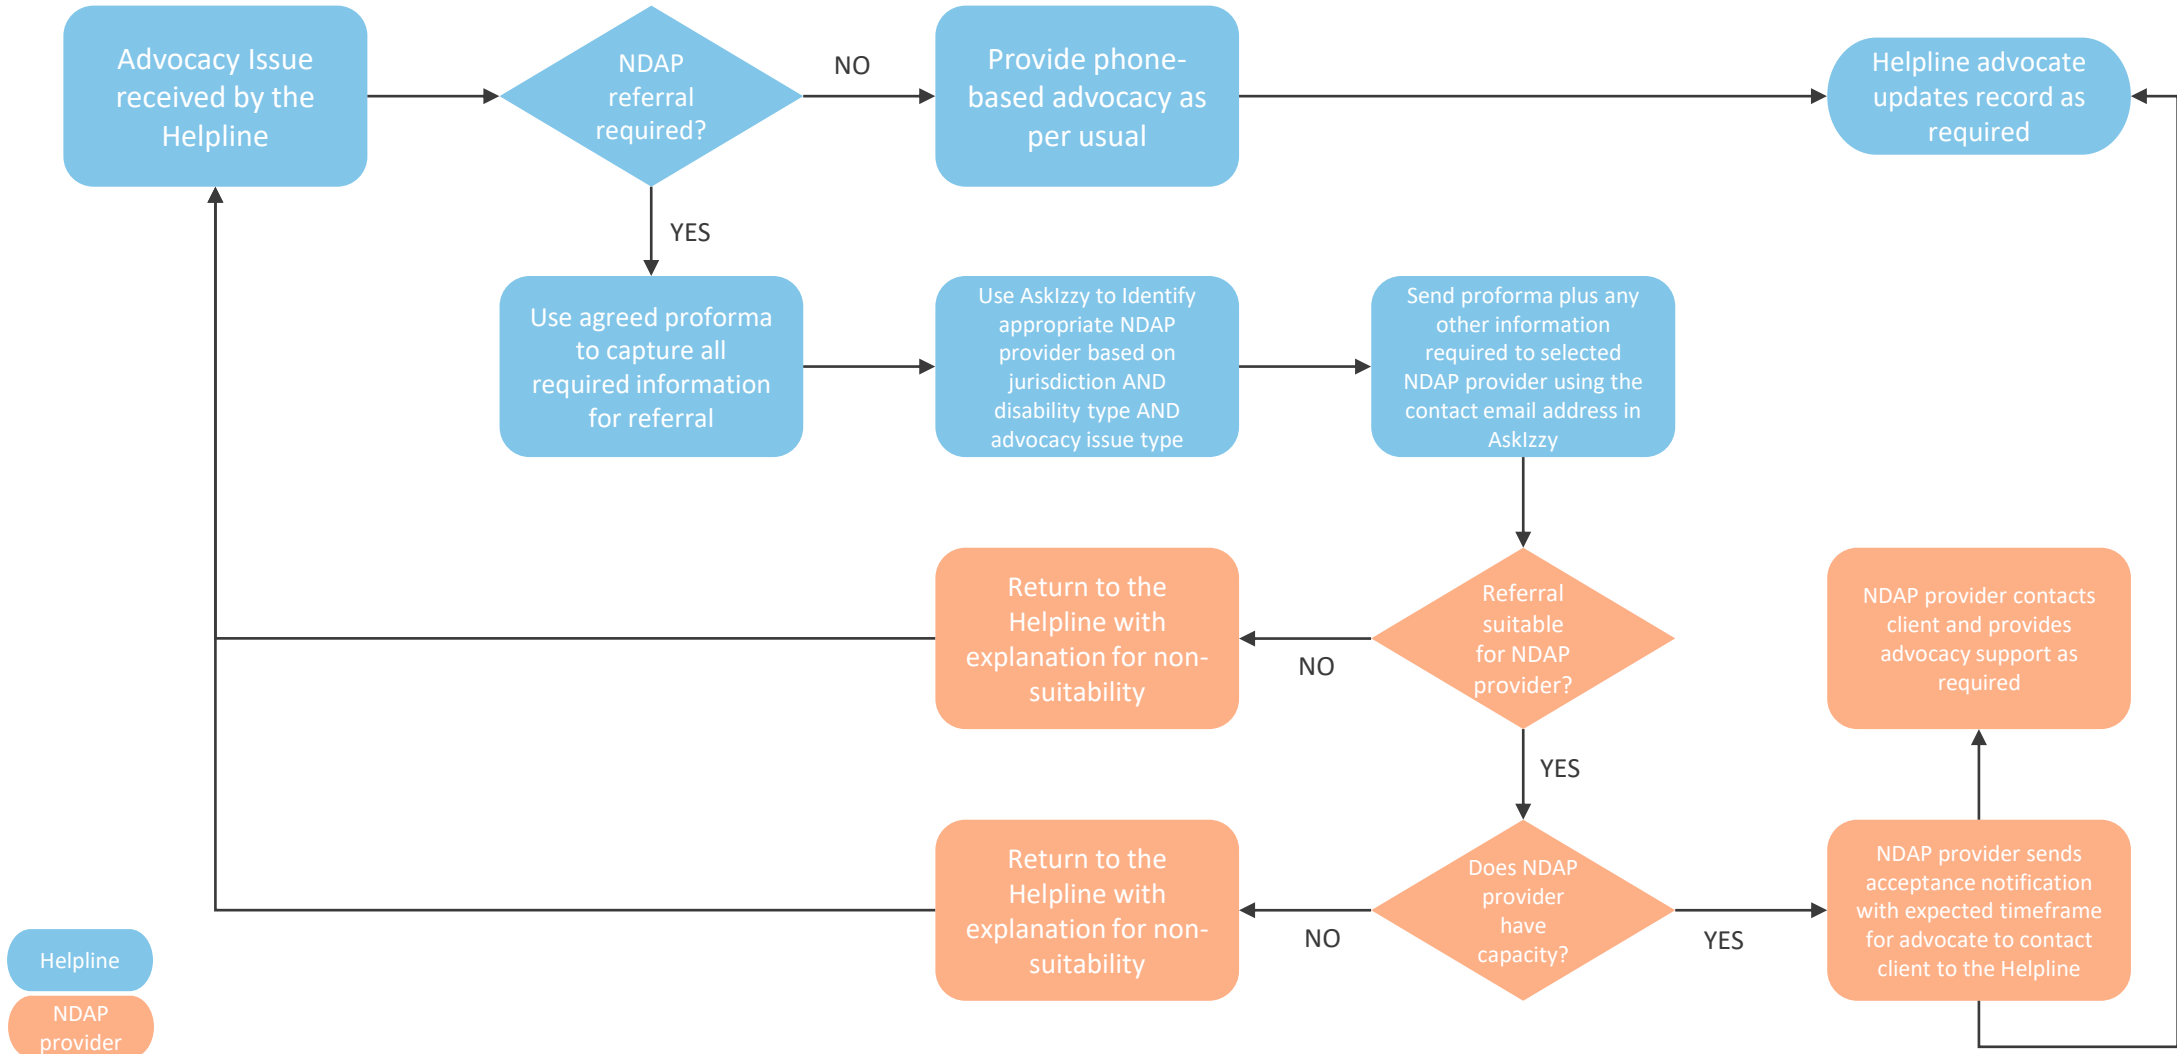 Advocacy Issue
received by the
Helpline
NDAP
referral
required?
NO
Provide phone-
based advocacy as
per usual
Helpline advocate
updates record as
required
YES
Use agreed proforma
to capture all
required information
for referral
Use AskIzzy to Identify
appropriate NDAP
provider based on
jurisdiction AND
disability type AND
advocacy issue type
Send proforma plus any
other information
required to selected
NDAP provider using the
contact email address in
AskIzzy
Return to the
Helpline with
explanation for non-
suitability
NO
Referral
suitable
for NDAP
provider?
NDAP provider contacts
client and provides
advocacy support as
required
YES
Return to the
Helpline with
explanation for non-
suitability
NO
Does NDAP
provider
have
capacity?
YES
NDAP provider sends
acceptance notification
with expected timeframe
for advocate to contact
client to the Helpline
Helpline
NDAP
provider